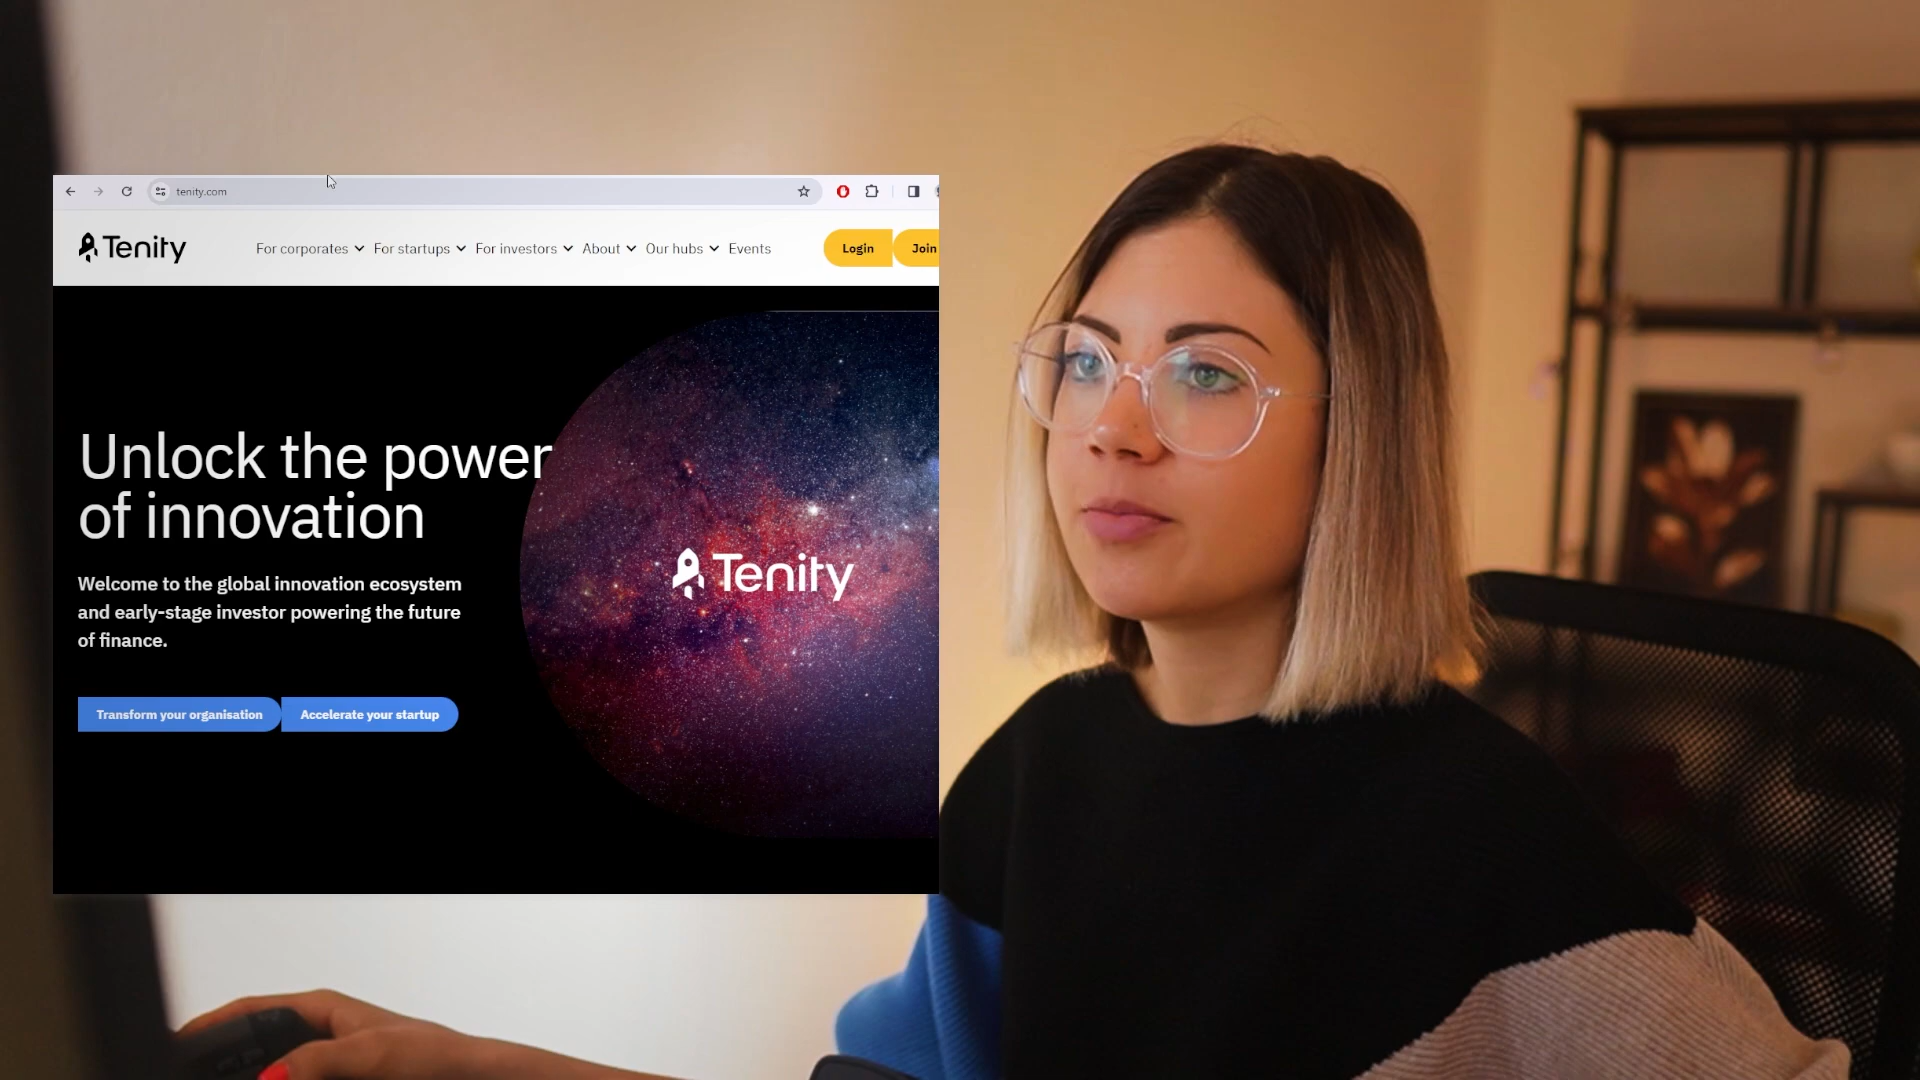 tenity.com
Tenity
For corporates For startups For investors About Our hubs Events
Login Join
Unlock the power
of innovation
Tenity
Welcome to the global innovation ecosystem
and early-stage investor powering the future
of finance.
Transform your organisation Accelerate your startup